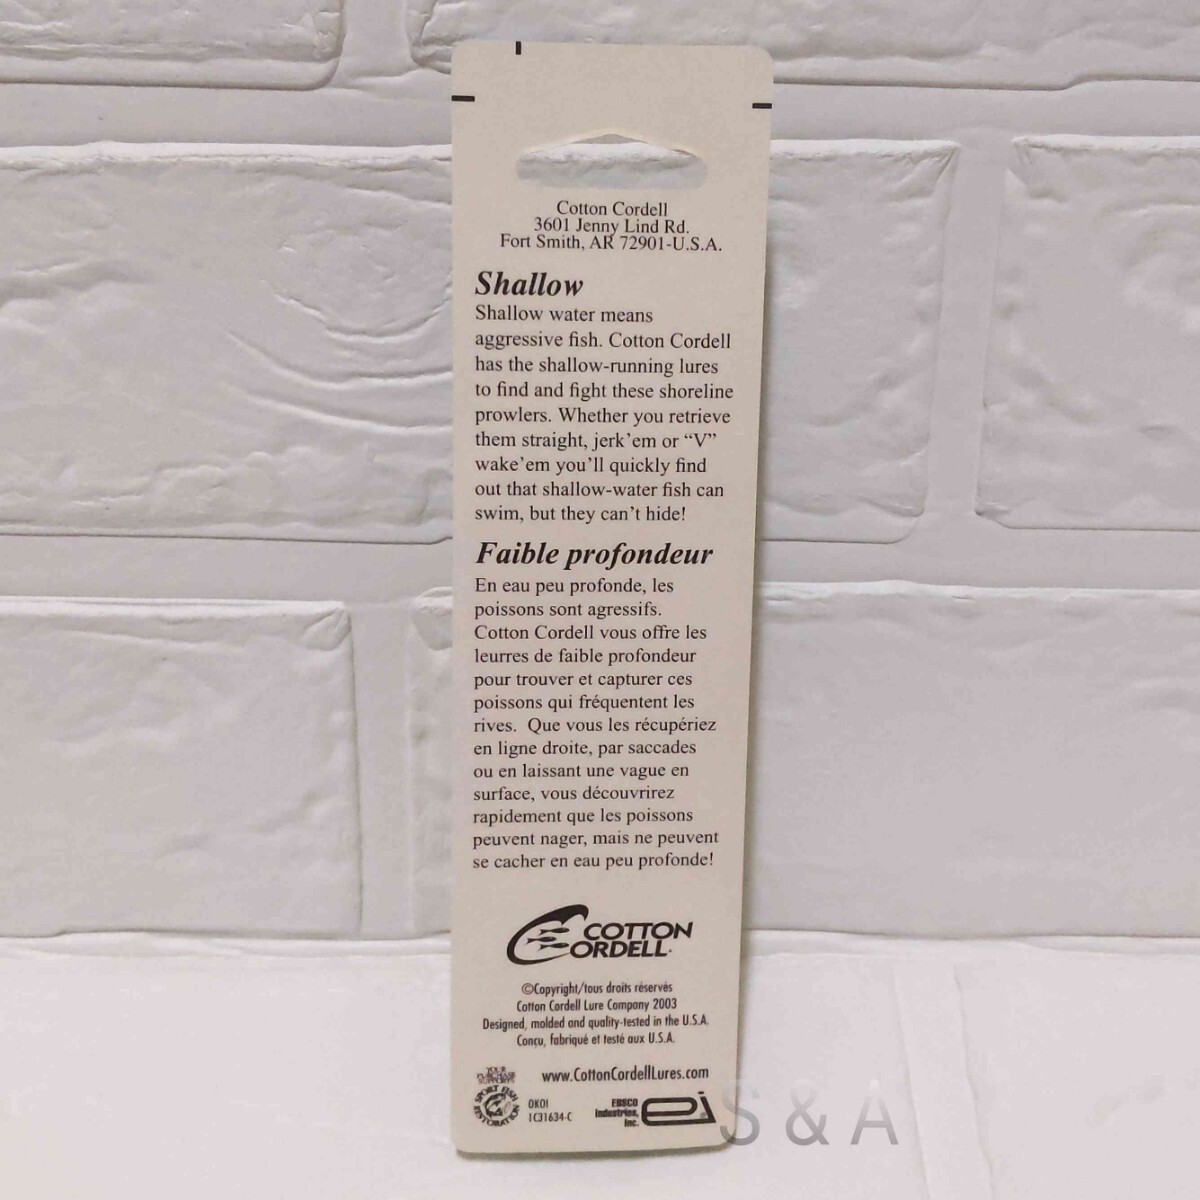 Cotton Cordell
3601 Jenny Lind Rd.
Fort Smith, AR 72901-U.S.A.
Shallow
Shallow water means
aggressive fish. Cotton Cordell
has the shallow-running lures
to find and fight these shoreline
prowlers. Whether you retrieve
them straight, jerk'em or “V”
wake'em you'll quickly find
out that shallow-water fish can
swim, but they can't hide!
Faible profondeur
En eau peu profonde, les
poissons sont agressifs.
Cotton Cordell vous offre les
leurres de faible profondeur
pour trouver et capturer ces
poissons qui fréquentent les
rives. Que vous les récupériez
en ligne droite, par saccades
ou en laissant une vague en
surface, vous découvrirez
rapidement que les poissons
peuvent nager, mais ne peuvent
se cacher en eau peu profonde!
COTTON
CORDELL
©Copyright/tous droits réservés
Cotton Cordell Lure Company 2003
Designed, molded and quality-tested in the U.S.A.
Conçu, fabriqué et testé aux U.S.A.
www.CottonCordellLures.com
YOUR
PURCHASE
SUPPORTS
SPORT FISH
RESTORATION
OKOI
1C31634-C
EBSCO
Industries,
Inc.
ei
S & A